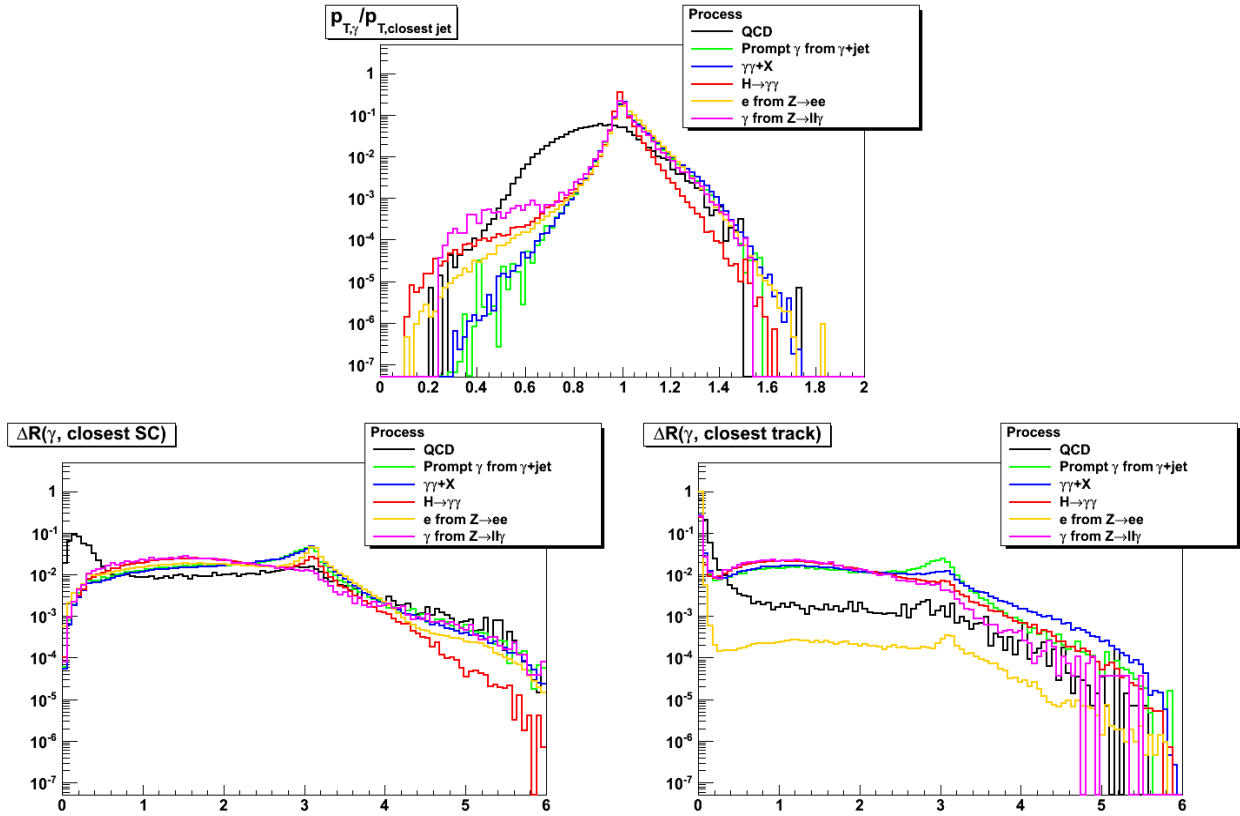 p_T,γ/p_T,closest jet
Process
QCD
Prompt γ from γ+jet
γγ+X
H→γγ
e from Z→ee
γ from Z→llγ
1
10^-1
10^-2
10^-3
10^-4
10^-5
10^-6
10^-7
0 0.2 0.4 0.6 0.8 1 1.2 1.4 1.6 1.8 2
ΔR(γ, closest SC)
Process
QCD
Prompt γ from γ+jet
γγ+X
H→γγ
e from Z→ee
γ from Z→llγ
1
10^-1
10^-2
10^-3
10^-4
10^-5
10^-6
10^-7
0 1 2 3 4 5 6
ΔR(γ, closest track)
Process
QCD
Prompt γ from γ+jet
γγ+X
H→γγ
e from Z→ee
γ from Z→llγ
1
10^-1
10^-2
10^-3
10^-4
10^-5
10^-6
10^-7
0 1 2 3 4 5 6